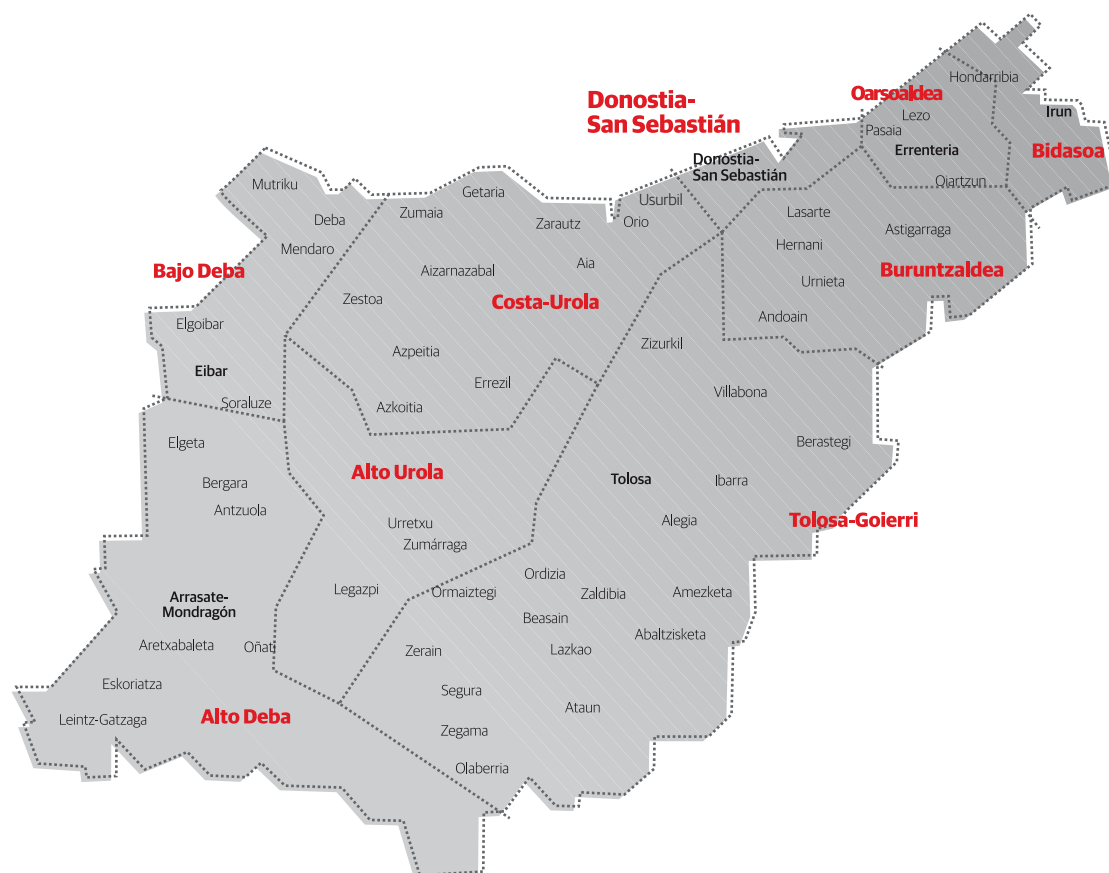 Hondarribia
Oarsoaldea
Donostia-
San Sebastián
Lezo
Irun
Pasaia
Errenteria
Bidasoa
Donostia-
San Sebastián
Oiartzun
Mutriku
Getaria
Usurbil
Deba
Zumaia
Zarautz
Orio
Lasarte
Astigarraga
Hernani
Mendaro
Bajo Deba
Aizarnazabal
Aia
Buruntzaldea
Urnieta
Zestoa
Costa-Urola
Andoain
Elgoibar
Zizurkil
Azpeitia
Eibar
Errezil
Villabona
Soraluze
Azkoitia
Elgeta
Berastegi
Alto Urola
Tolosa
Ibarra
Bergara
Antzuola
Urretxu
Alegia
Tolosa-Goierri
Zumárraga
Ordizia
Legazpi
Ormaiztegi
Zaldibia
Amezketa
Arrasate-
Mondragón
Beasain
Abaltzisketa
Aretxabaleta
Oñati
Zerain
Lazkao
Eskoriatza
Segura
Ataun
Leintz-Gatzaga
Alto Deba
Zegama
Olaberria